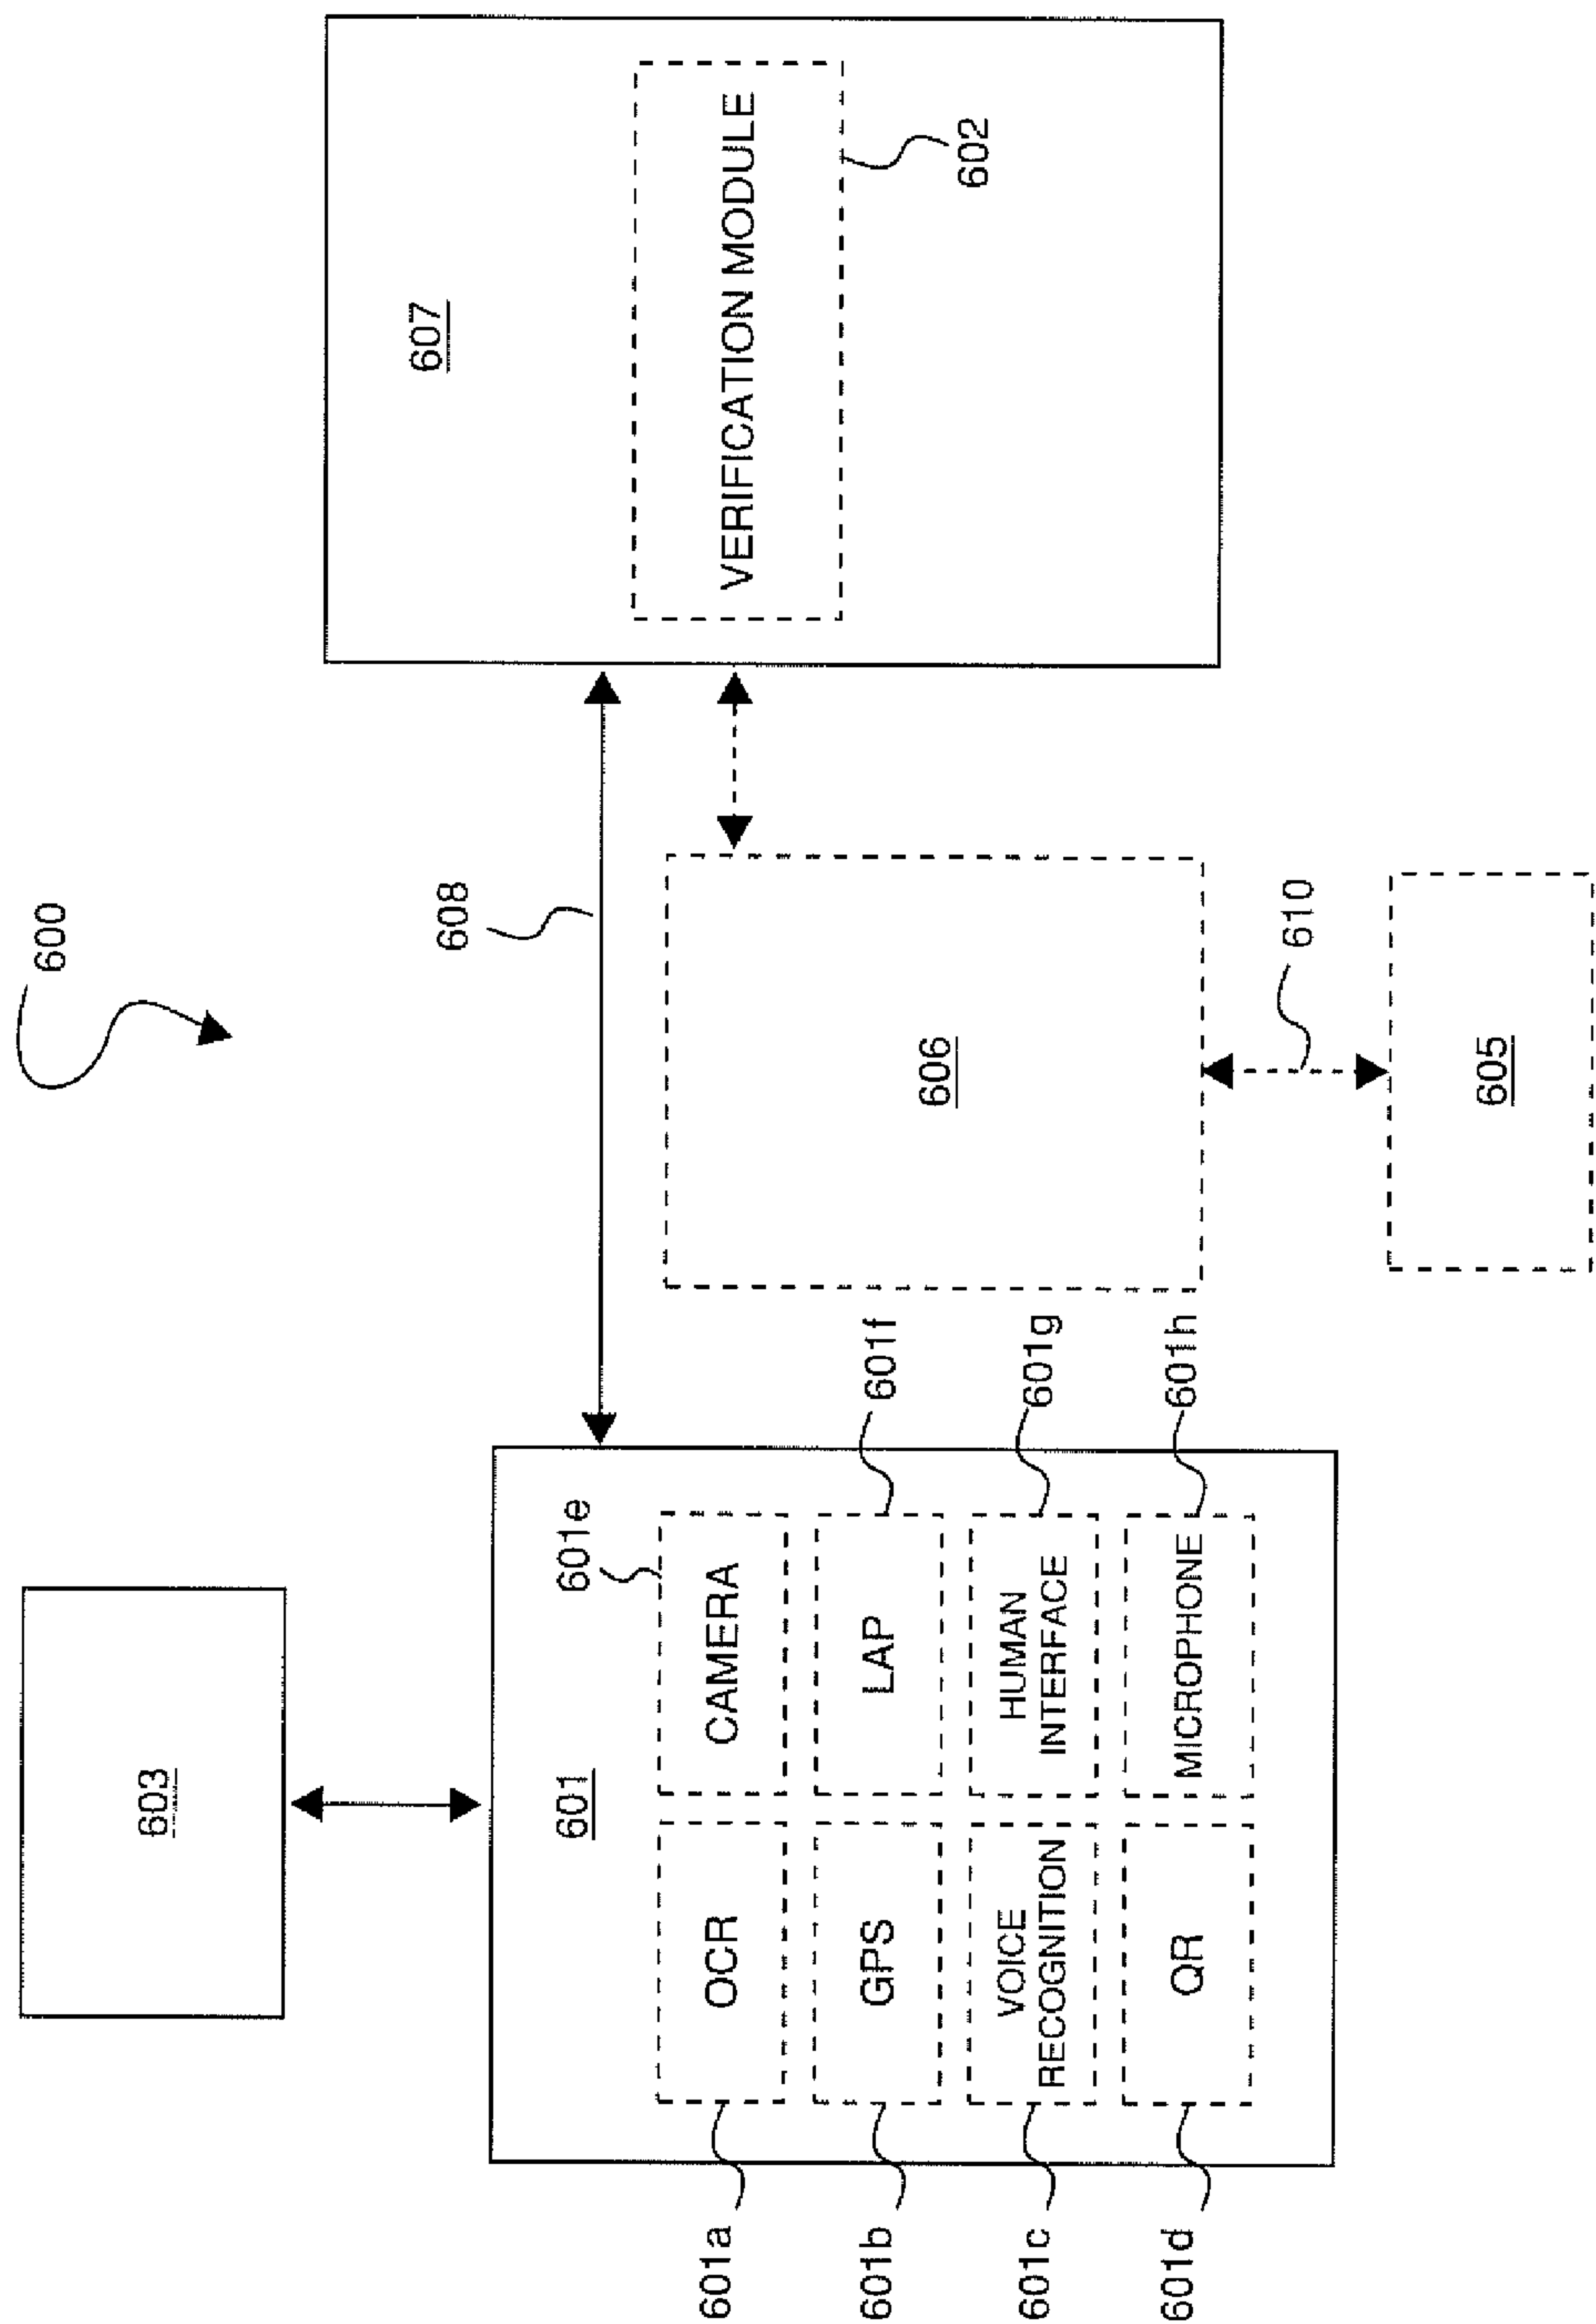 600
603
601
601e
OCR
CAMERA
601f
GPS
LAP
601g
VOICE
RECOGNITION
HUMAN
INTERFACE
601h
QR
MICROPHONE
601a
601b
601c
601d
608
606
610
605
607
VERIFICATION MODULE
602